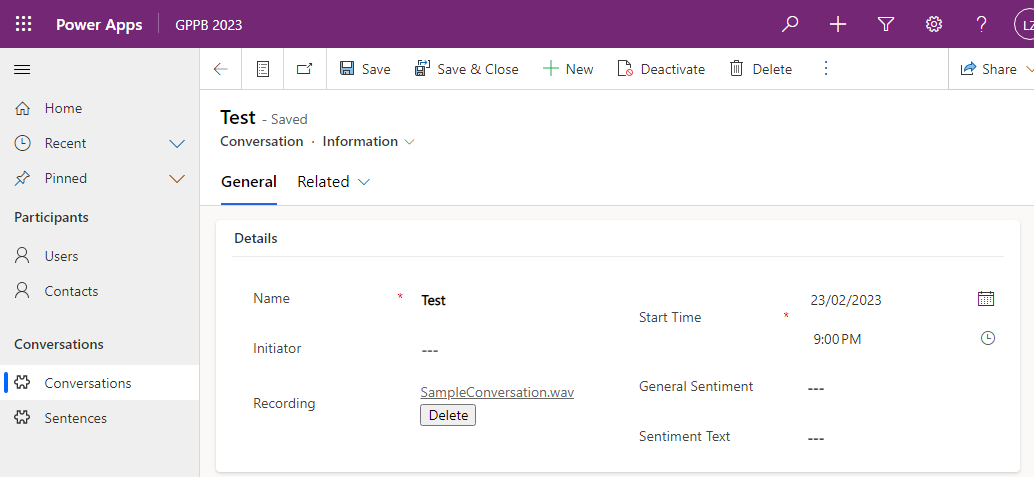 Power Apps GPPB 2023 ? LZ
Save Save & Close New Deactivate Delete Share
Home
Recent
Pinned
Participants
Users
Contacts
Conversations
Conversations
Sentences
Test - Saved
Conversation · Information
General Related
Details
Name * Test
Initiator ---
Recording SampleConversation.wav
Delete
Start Time * 23/02/2023
9:00 PM
General Sentiment ---
Sentiment Text ---